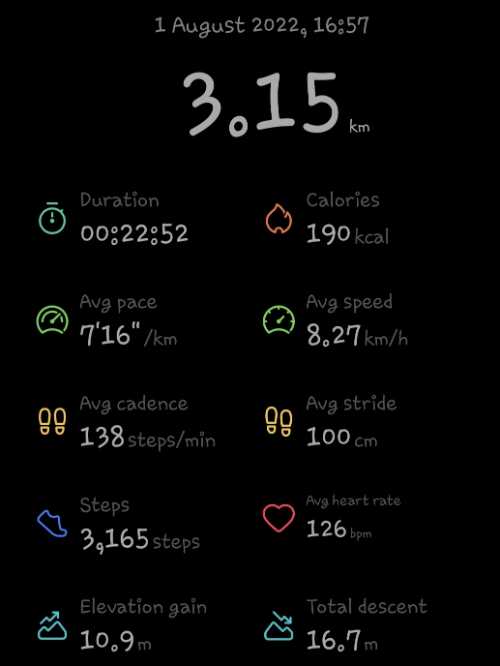 1 August 2022, 16:57
3.15 km
Duration
00:22:52
Calories
190 kcal
Avg pace
7'16" /km
Avg speed
8.27 km/h
Avg cadence
138 steps/min
Avg stride
100 cm
Steps
3,165 steps
Avg heart rate
126 bpm
Elevation gain
10.9 m
Total descent
16.7 m